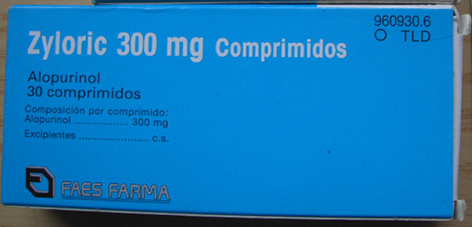 960930.6
O TLD
Zyloric 300 mg Comprimidos
Alopurinol
30 comprimidos
Composición por comprimido:
Alopurinol .................. 300 mg
Excipientes ....................... c.s.
FAES FARMA